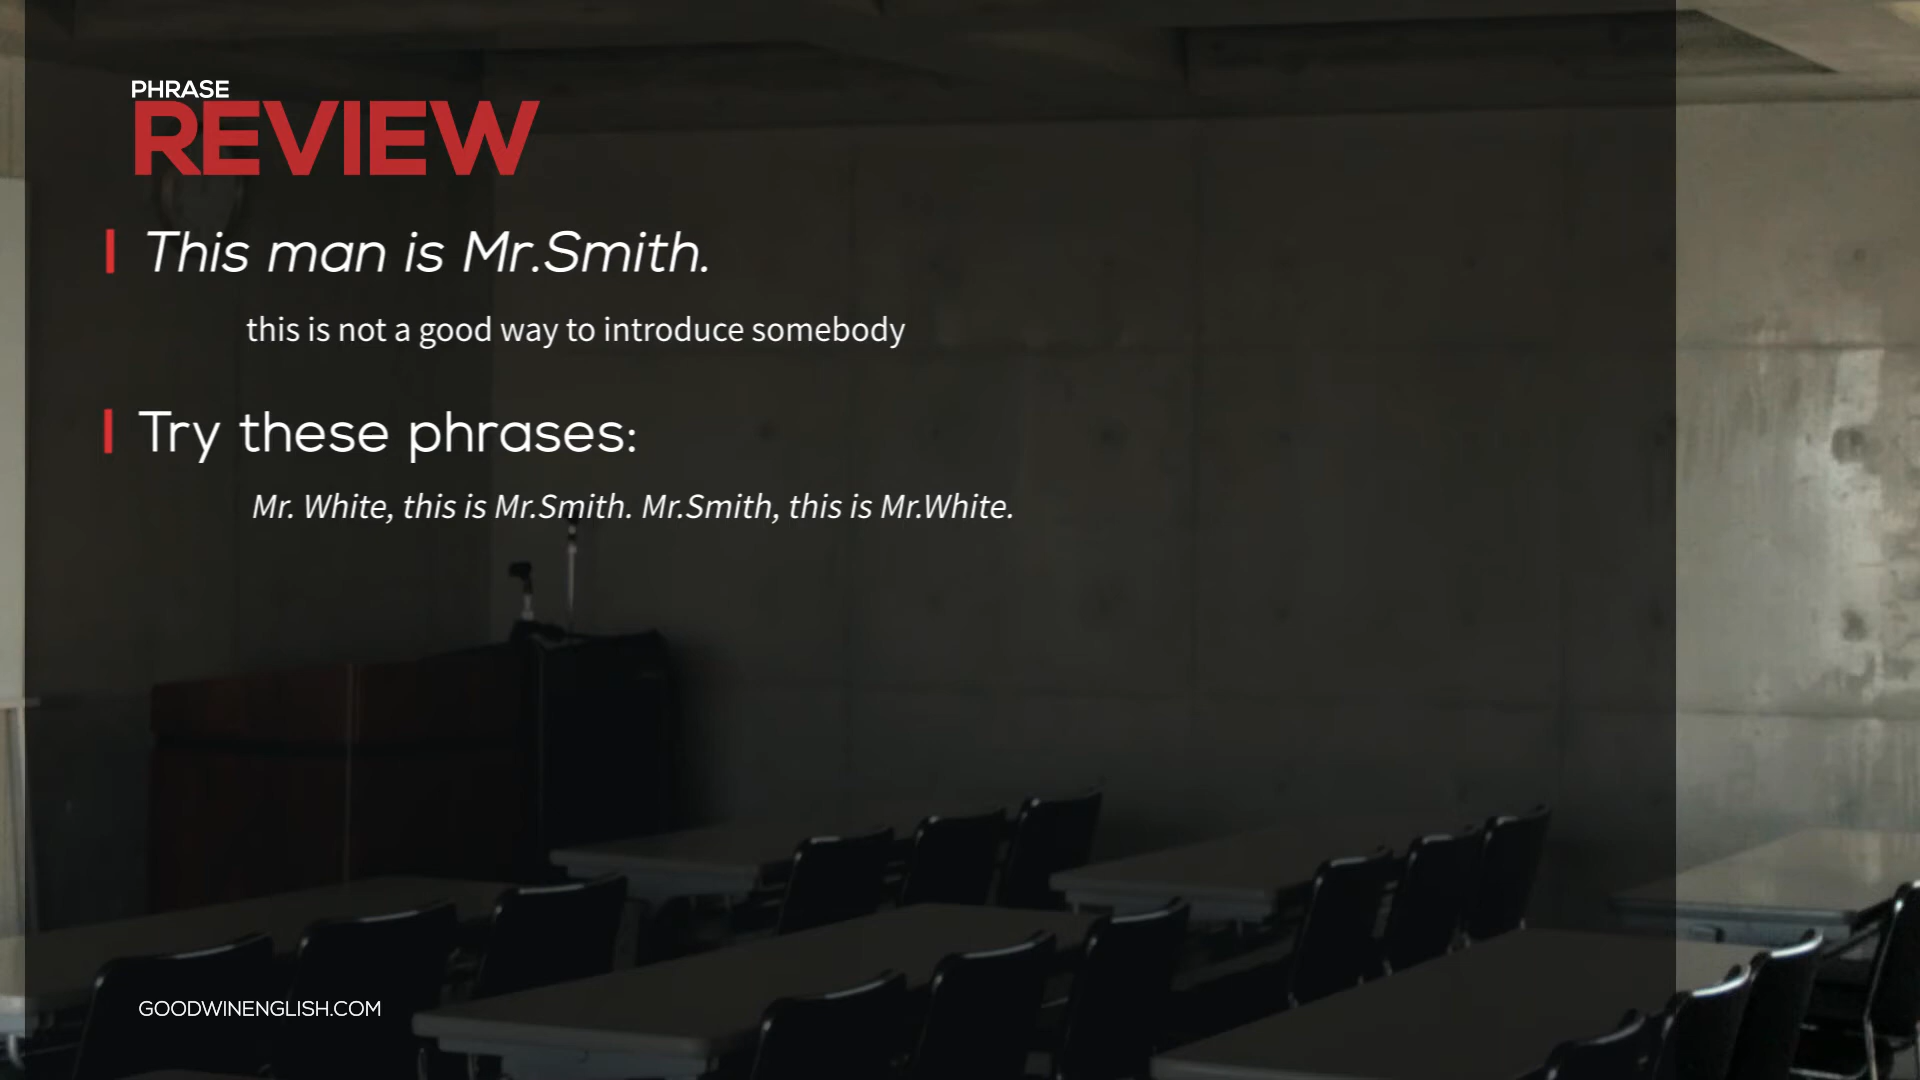 PHRASE
REVIEW
This man is Mr.Smith.
this is not a good way to introduce somebody
Try these phrases:
Mr. White, this is Mr.Smith. Mr.Smith, this is Mr.White.
GOODWINENGLISH.COM